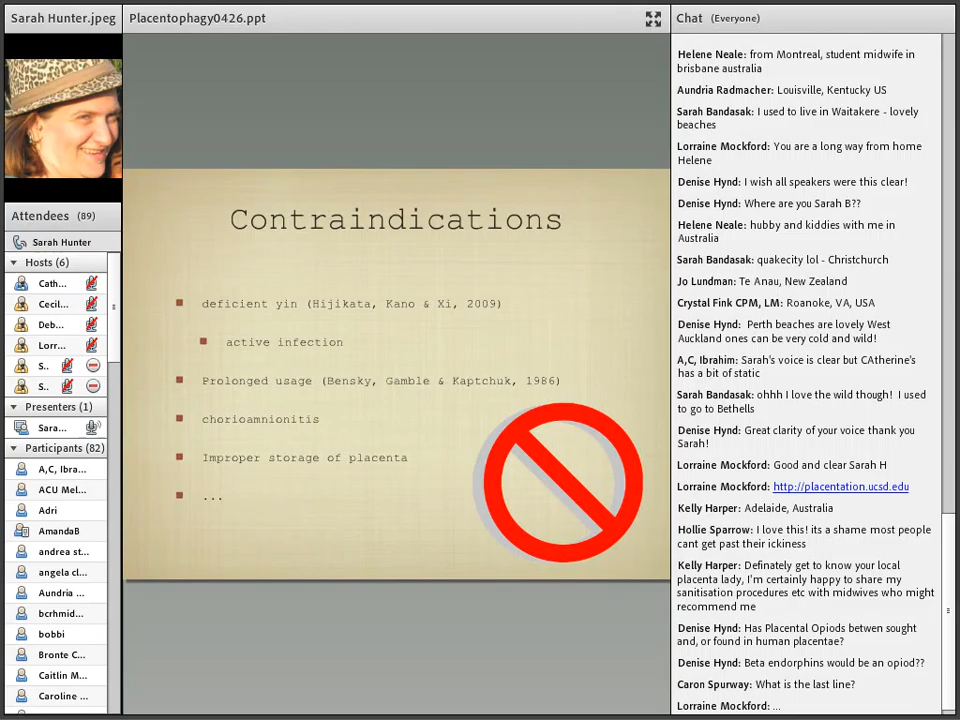 Sarah Hunter.jpeg
Placentophagy0426.ppt
Chat (Everyone)
Attendees (89)
Sarah Hunter
Hosts (6)
Cath...
Cecil...
Deb...
Lorr...
S..
S..
Presenters (1)
Sara...
Participants (82)
A,C, Ibra...
ACU Mel...
Adri
AmandaB
andrea st...
angela cl...
Aundria ...
bcrhmid...
bobbi
Bronte C...
Caitlin M...
Caroline ...
Contraindications
deficient yin (Hijikata, Kano & Xi, 2009)
active infection
Prolonged usage (Bensky, Gamble & Kaptchuk, 1986)
chorioamnionitis
Improper storage of placenta
...
Helene Neale: from Montreal, student midwife in
brisbane australia
Aundria Radmacher: Louisville, Kentucky US
Sarah Bandasak: I used to live in Waitakere - lovely
beaches
Lorraine Mockford: You are a long way from home
Helene
Denise Hynd: I wish all speakers were this clear!
Denise Hynd: Where are you Sarah B??
Helene Neale: hubby and kiddies with me in
Australia
Sarah Bandasak: quakecity lol - Christchurch
Jo Lundman: Te Anau, New Zealand
Crystal Fink CPM, LM: Roanoke, VA, USA
Denise Hynd: Perth beaches are lovely West
Auckland ones can be very cold and wild!
A,C, Ibrahim: Sarah's voice is clear but CAtherine's
has a bit of static
Sarah Bandasak: ohhh I love the wild though! I used
to go to Bethells
Denise Hynd: Great clarity of your voice thank you
Sarah!
Lorraine Mockford: Good and clear Sarah H
Lorraine Mockford: http://placentation.ucsd.edu
Kelly Harper: Adelaide, Australia
Hollie Sparrow: I love this! its a shame most people
cant get past their ickiness
Kelly Harper: Definately get to know your local
placenta lady, I'm certainly happy to share my
sanitisation procedures etc with midwives who might
recommend me
Denise Hynd: Has Placental Opiods betwen sought
and, or found in human placentae?
Denise Hynd: Beta endorphins would be an opiod??
Caron Spurway: What is the last line?
Lorraine Mockford: ...